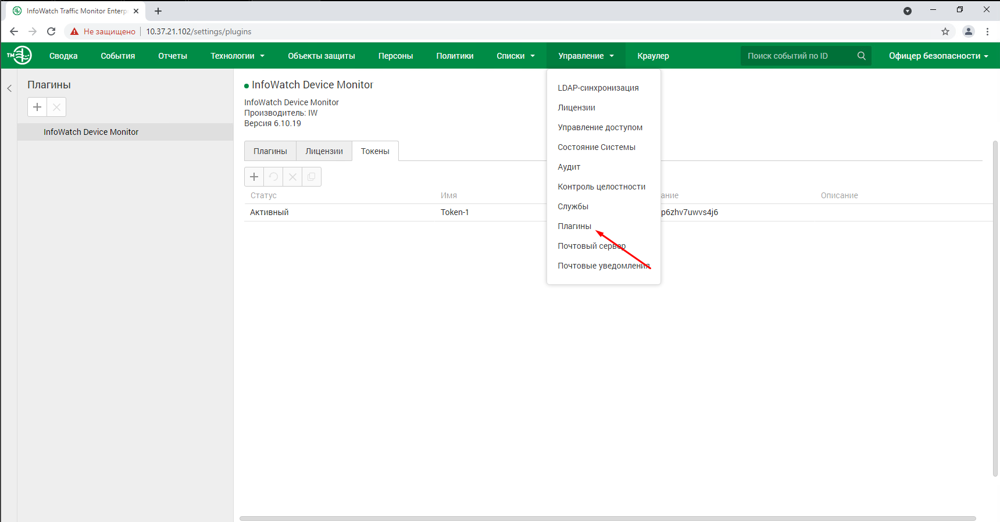 InfoWatch Traffic Monitor Enterp
Не защищено
10.37.21.102/settings/plugins
TM
Сводка
События
Отчеты
Технологии
Объекты защиты
Персоны
Политики
Списки
Управление
Краулер
Поиск событий по ID
Офицер безопасности
Плагины
InfoWatch Device Monitor
InfoWatch Device Monitor
InfoWatch Device Monitor
Производитель: IW
Версия 6.10.19
Плагины
Лицензии
Токены
Статус
Имя
ание
Описание
Активный
Token-1
p6zhv7uwvs4j6
LDAP-синхронизация
Лицензии
Управление доступом
Состояние Системы
Аудит
Контроль целостности
Службы
Плагины
Почтовый сервер
Почтовые уведомления